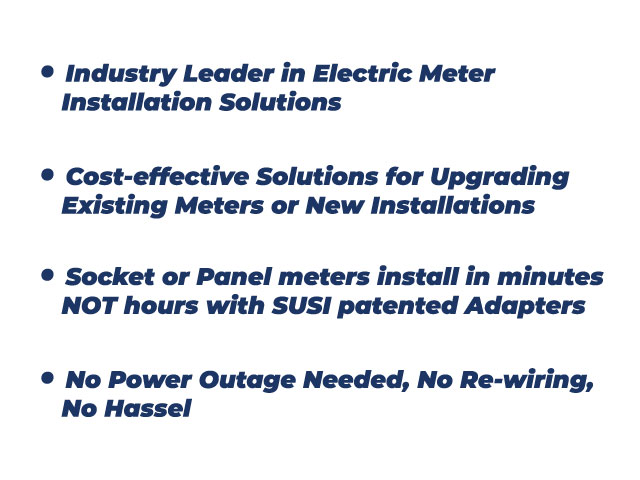 • Industry Leader in Electric Meter
Installation Solutions
• Cost-effective Solutions for Upgrading
Existing Meters or New Installations
• Socket or Panel meters install in minutes
NOT hours with SUSI patented Adapters
• No Power Outage Needed, No Re-wiring,
No Hassel